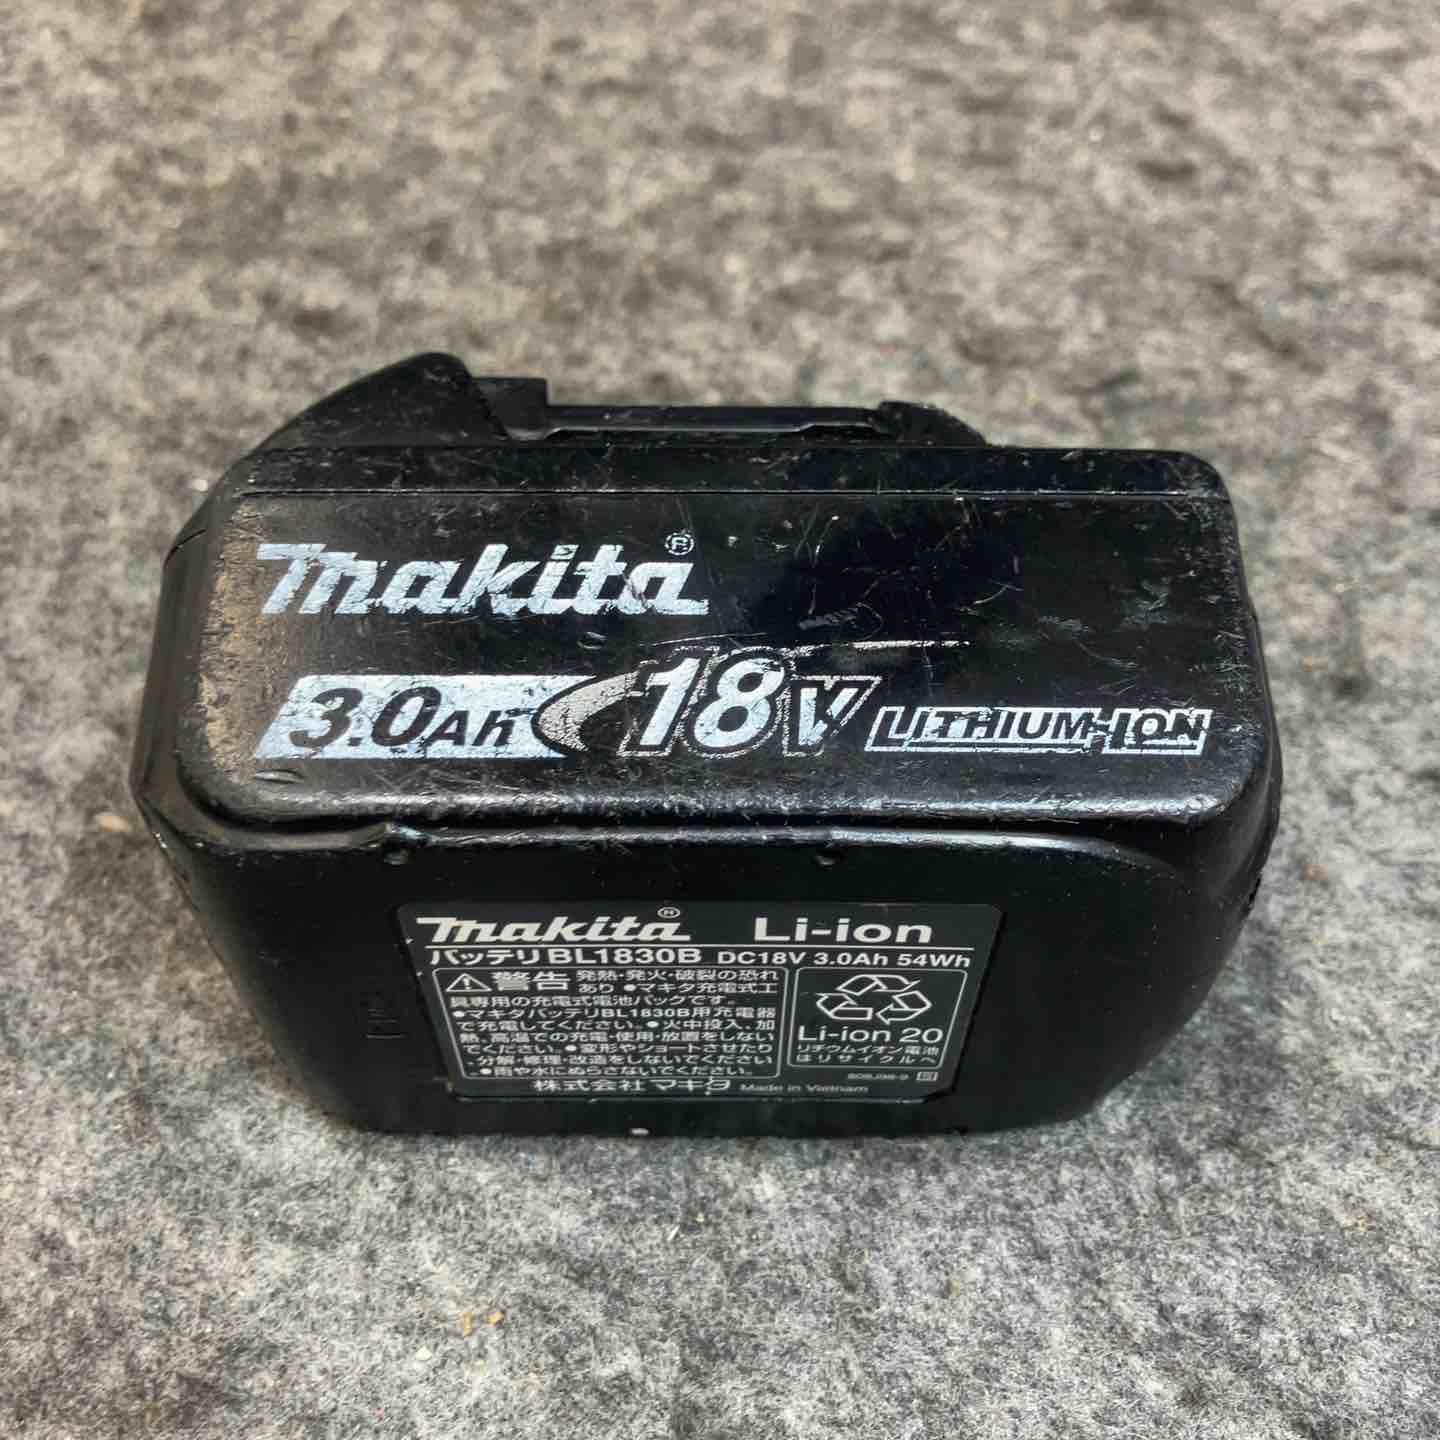 makita®
3.0Ah 18V LITHIUM-ION
makita® Li-ion
バッテリBL1830B DC18V 3.0Ah 54Wh
警告 発熱・発火・破裂の恐れ
あり ●マキタ充電式工
具専用の充電式電池パックです。
●マキタバッテリBL1830B用充電器
で充電してください。●火中投入、加
熱、高温での充電・使用・放置をしない
でください ●変形やショートさせたり
分解・修理・改造をしないでください
●雨や水にぬらさないでください
Li-ion 20
リチウムイオン電池
はリサイクルへ
株式会社マキタ Made in Vietnam